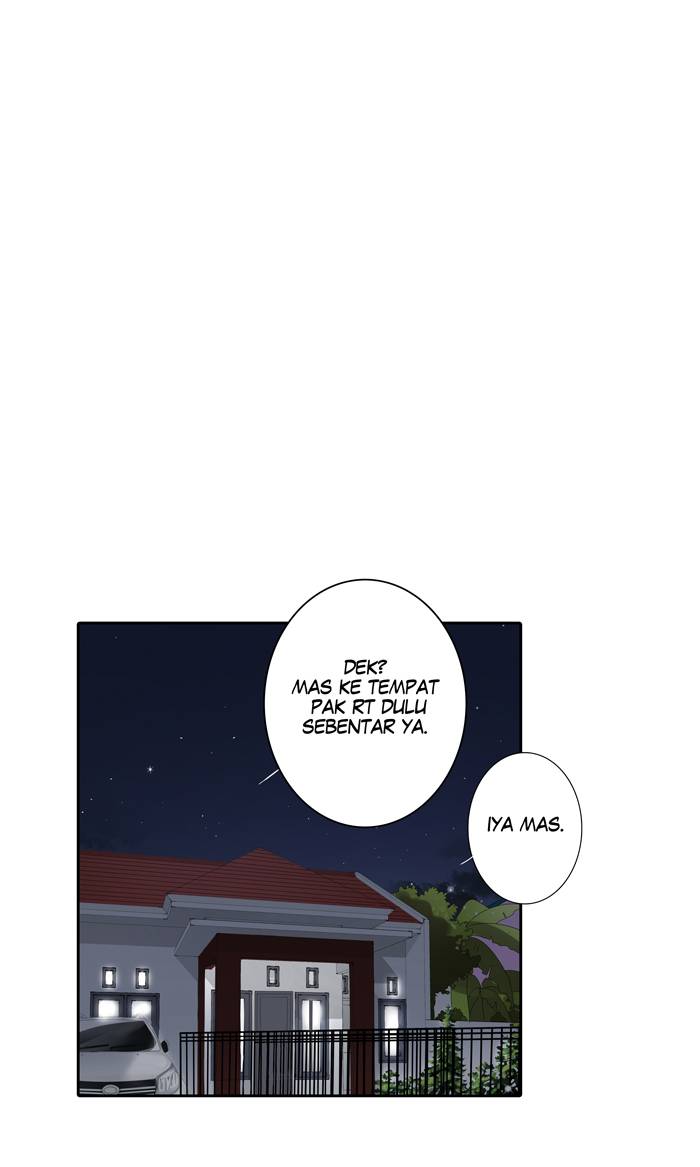 DEK?
MAS KE TEMPAT
PAK RT DULU
SEBENTAR YA.
IYA MAS.